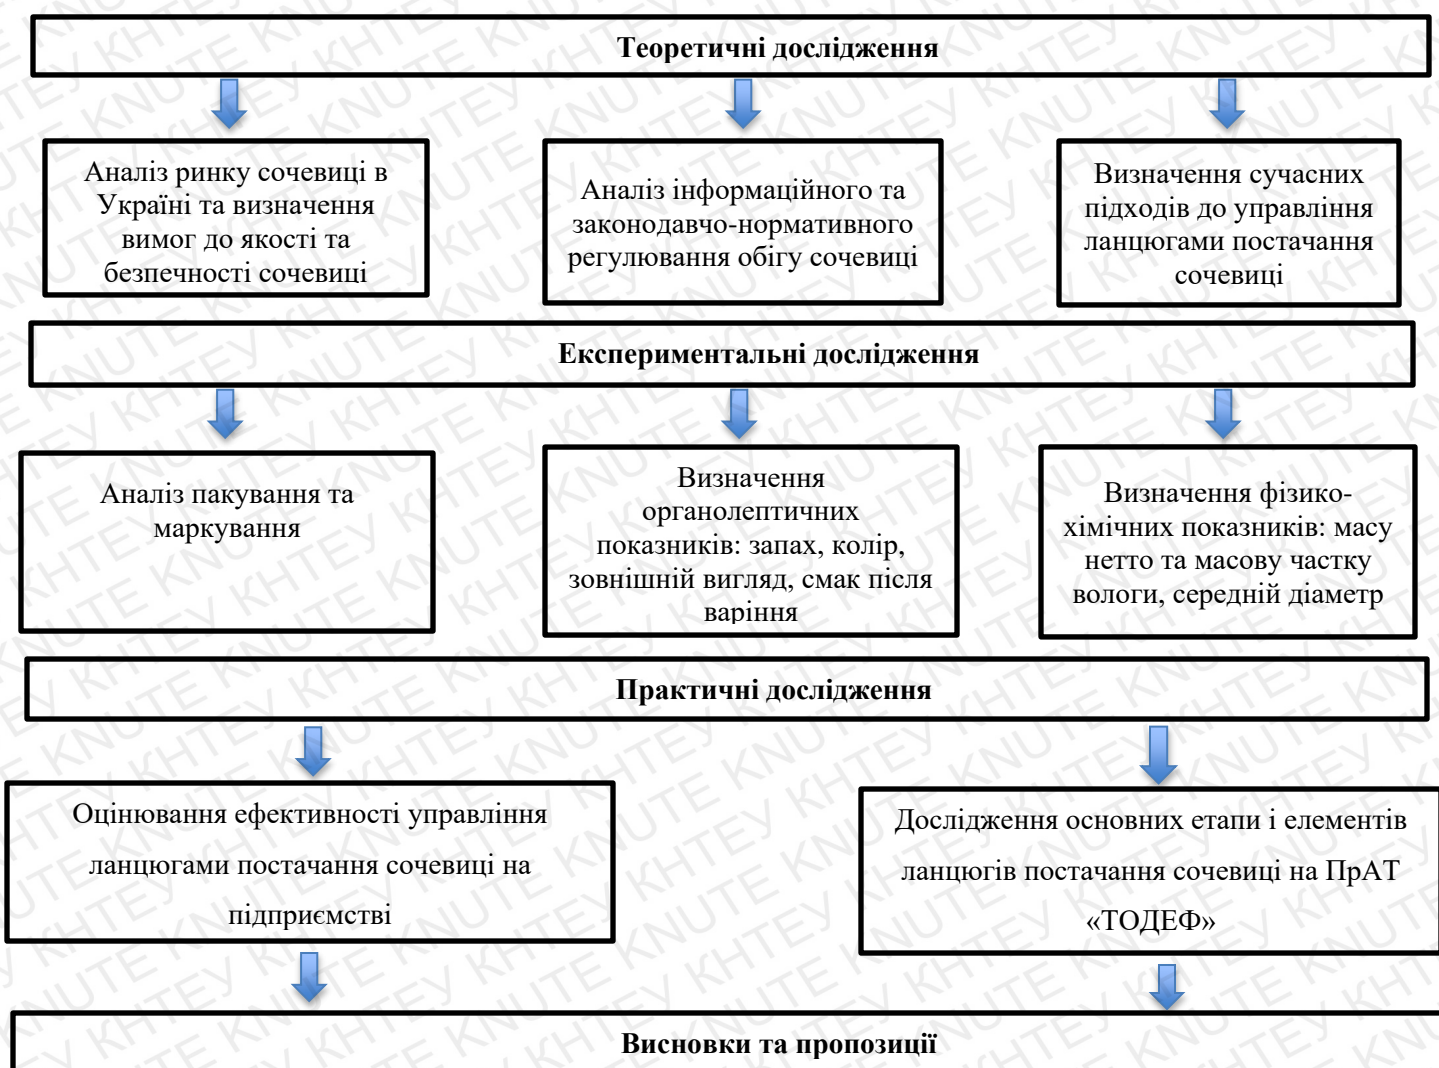 Теоретичні дослідження
Аналіз ринку сочевиці в
Україні та визначення
вимог до якості та
безпечності сочевиці
Аналіз інформаційного та
законодавчо-нормативного
регулювання обігу сочевиці
Визначення сучасних
підходів до управління
ланцюгами постачання
сочевиці
Експериментальні дослідження
Аналіз пакування та
маркування
Визначення
органолептичних
показників: запах, колір,
зовнішній вигляд, смак після
варіння
Визначення фізико-
хімічних показників: масу
нетто та масову частку
вологи, середній діаметр
Практичні дослідження
Оцінювання ефективності управління
ланцюгами постачання сочевиці на
підприємстві
Дослідження основних етапи і елементів
ланцюгів постачання сочевиці на ПрАТ
«ТОДЕФ»
Висновки та пропозиції